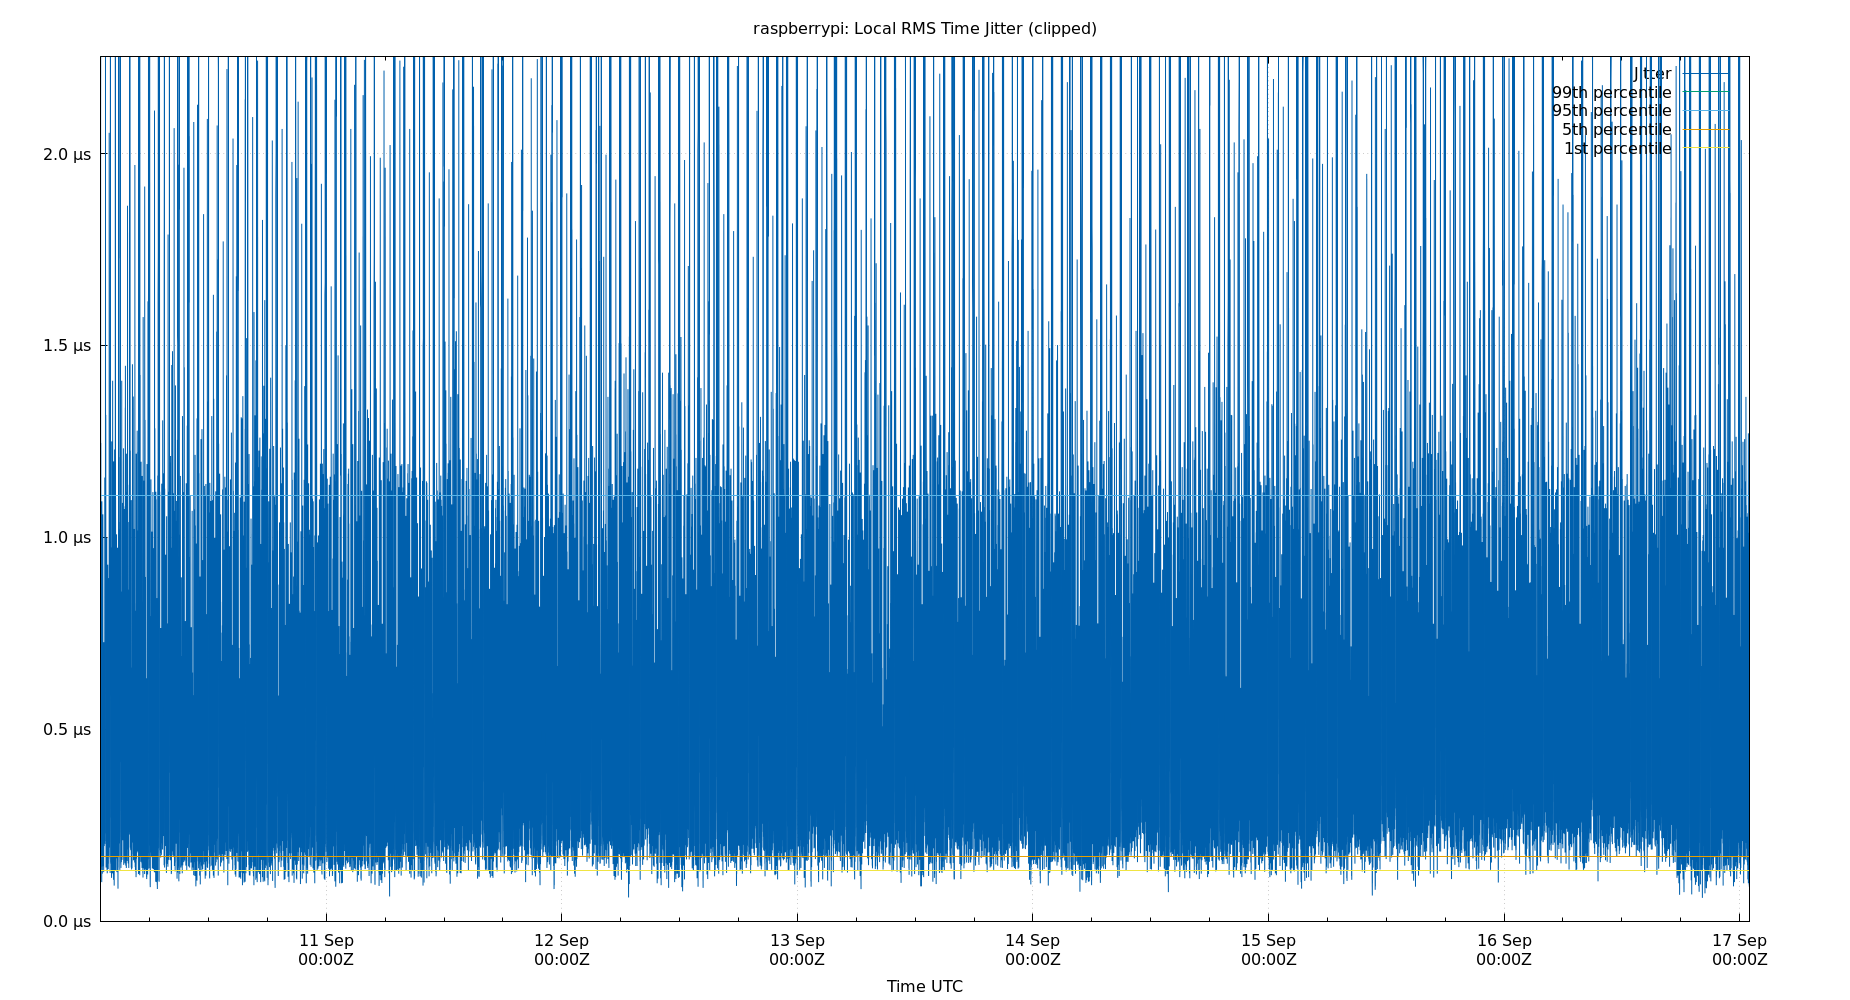 raspberrypi: Local RMS Time Jitter (clipped)
Jitter
99th percentile
95th percentile
5th percentile
1st percentile
2.0 µs
1.5 µs
1.0 µs
0.5 µs
0.0 µs
11 Sep 12 Sep 13 Sep 14 Sep 15 Sep 16 Sep 17 Sep
00:00Z 00:00Z 00:00Z 00:00Z 00:00Z 00:00Z 00:00Z
Time UTC